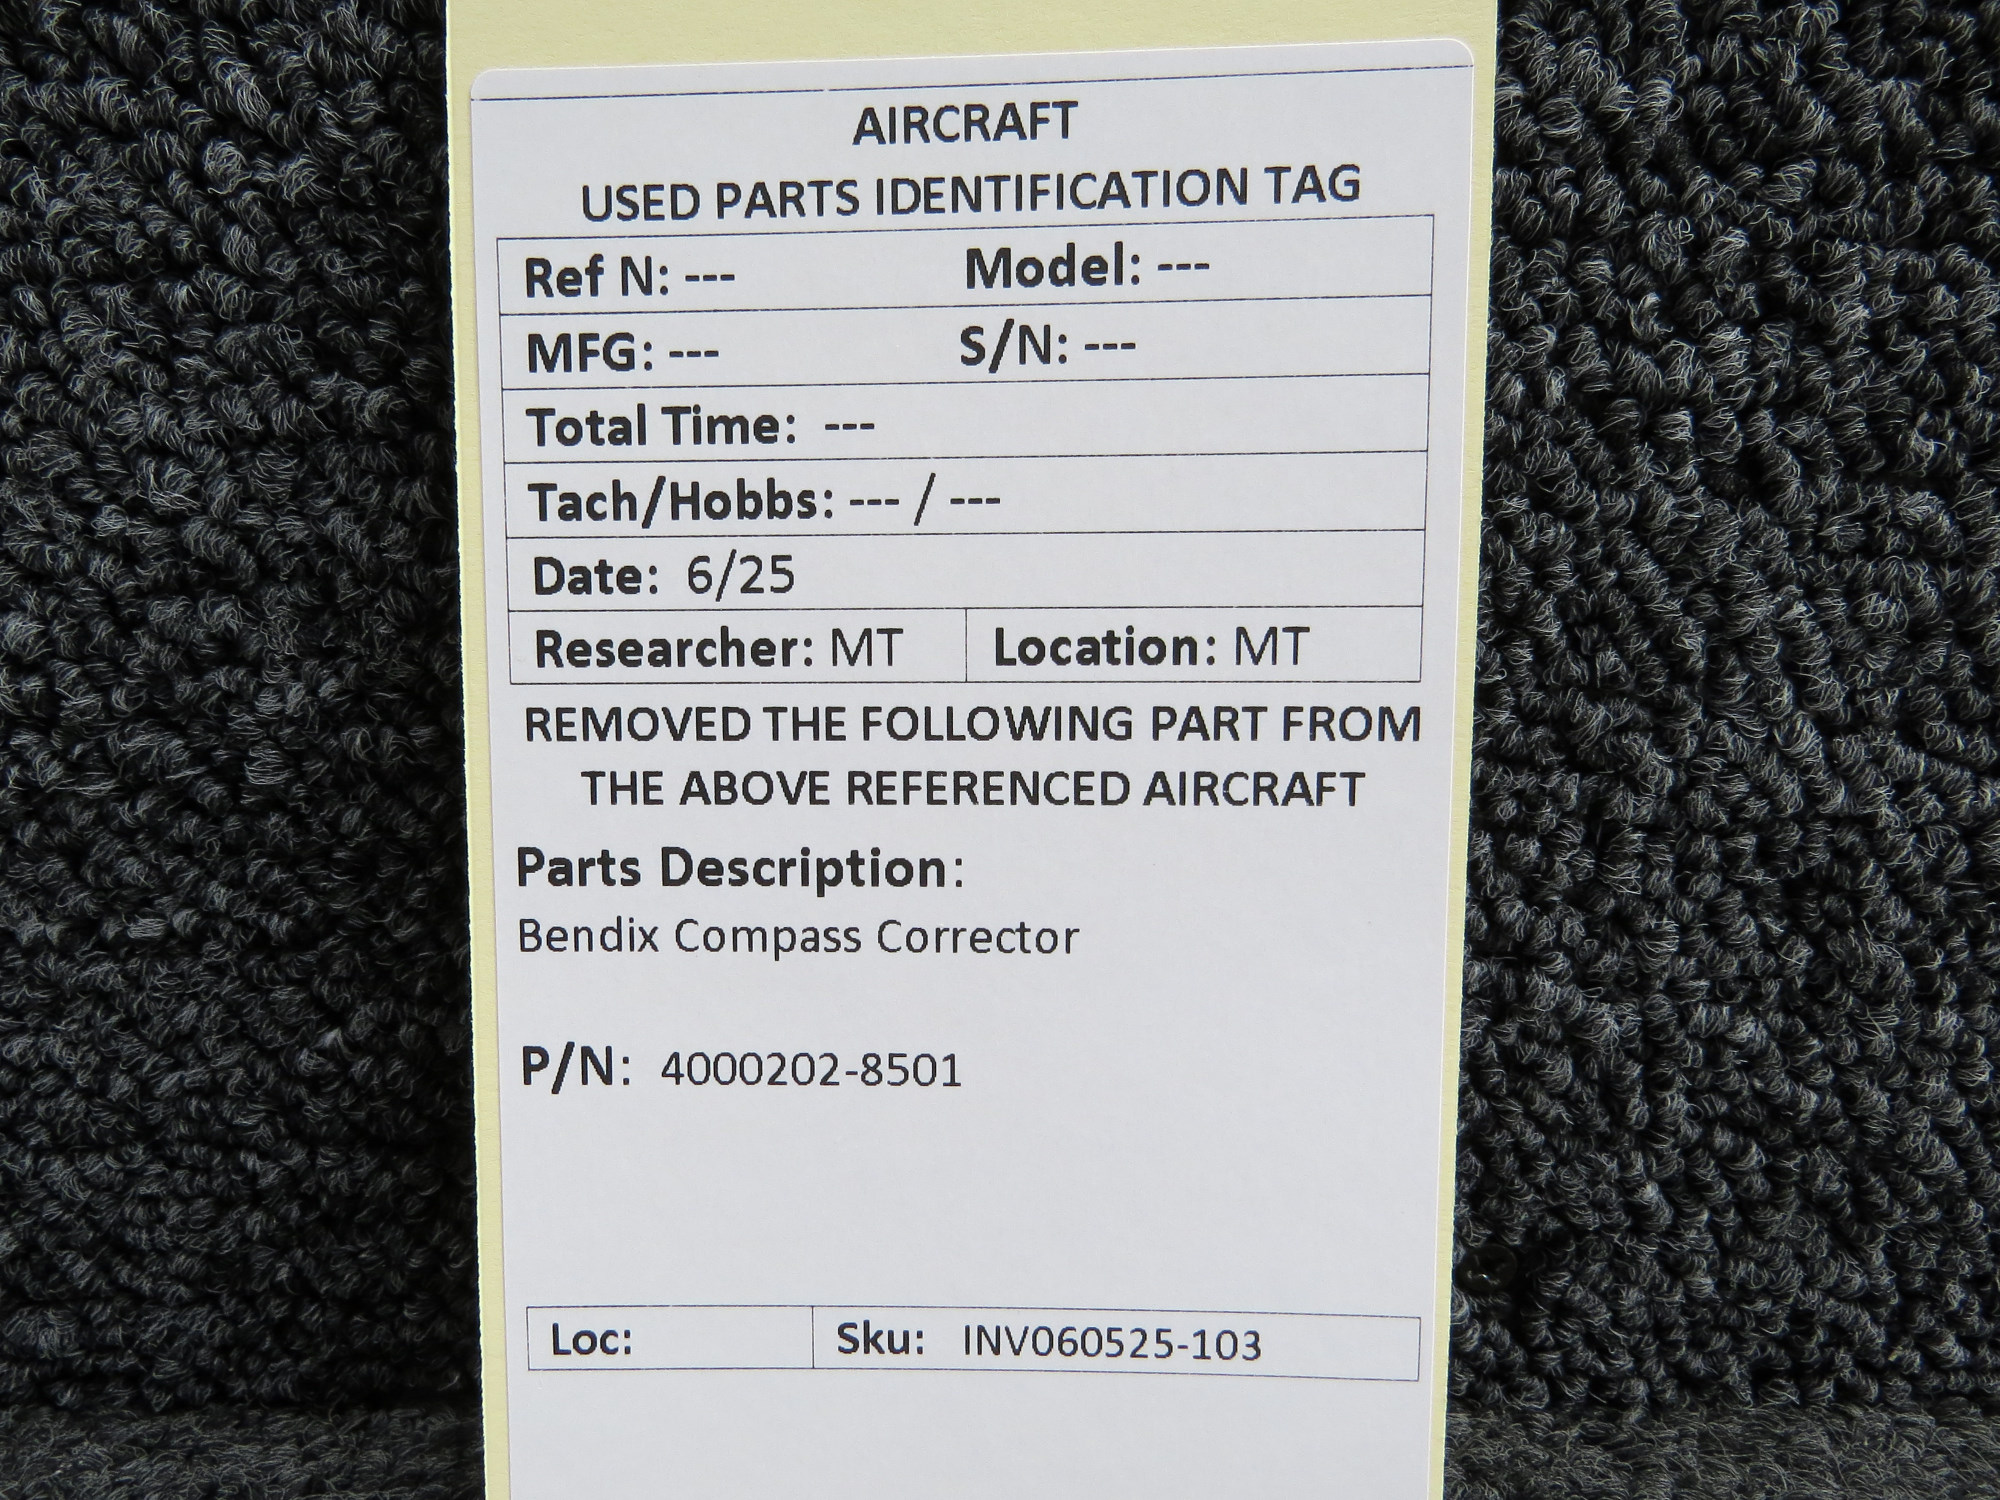 AIRCRAFT
USED PARTS IDENTIFICATION TAG
Ref N: --- Model: ---
MFG: --- S/N: ---
Total Time: ---
Tach/Hobbs: --- / ---
Date: 6/25
Researcher: MT Location: MT
REMOVED THE FOLLOWING PART FROM
THE ABOVE REFERENCED AIRCRAFT
Parts Description:
Bendix Compass Corrector
P/N: 4000202-8501
Loc: Sku: INV060525-103